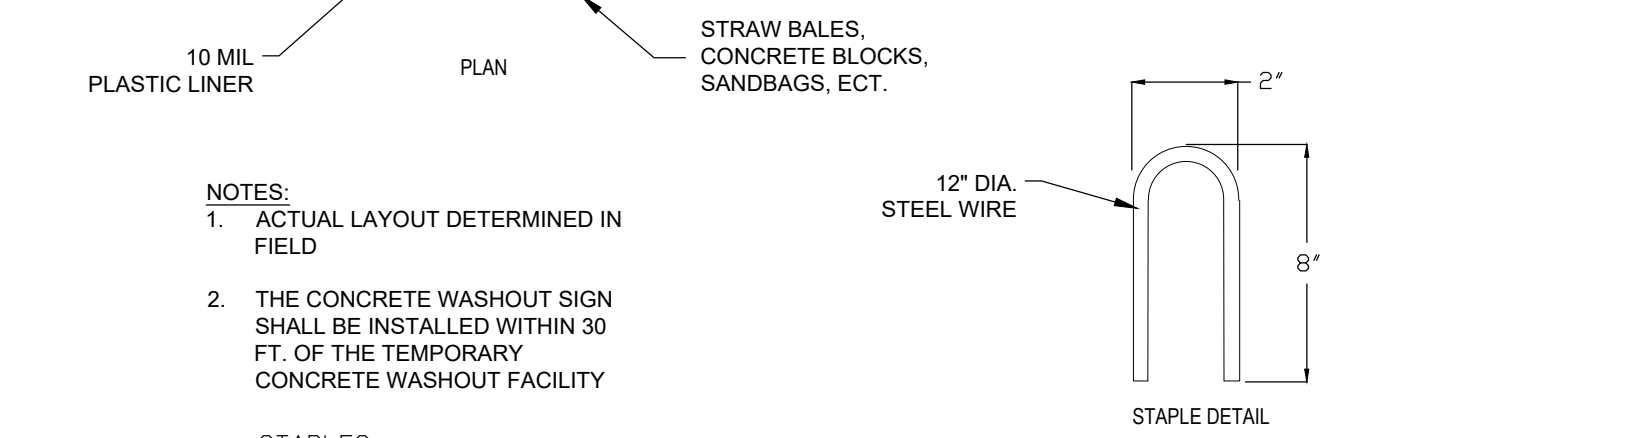 10 MIL
PLASTIC LINER
PLAN
STRAW BALES,
CONCRETE BLOCKS,
SANDBAGS, ECT.
NOTES:
1. ACTUAL LAYOUT DETERMINED IN
FIELD
2. THE CONCRETE WASHOUT SIGN
SHALL BE INSTALLED WITHIN 30
FT. OF THE TEMPORARY
CONCRETE WASHOUT FACILITY
2"
12" DIA.
STEEL WIRE
8"
STAPLE DETAIL
STAPLES